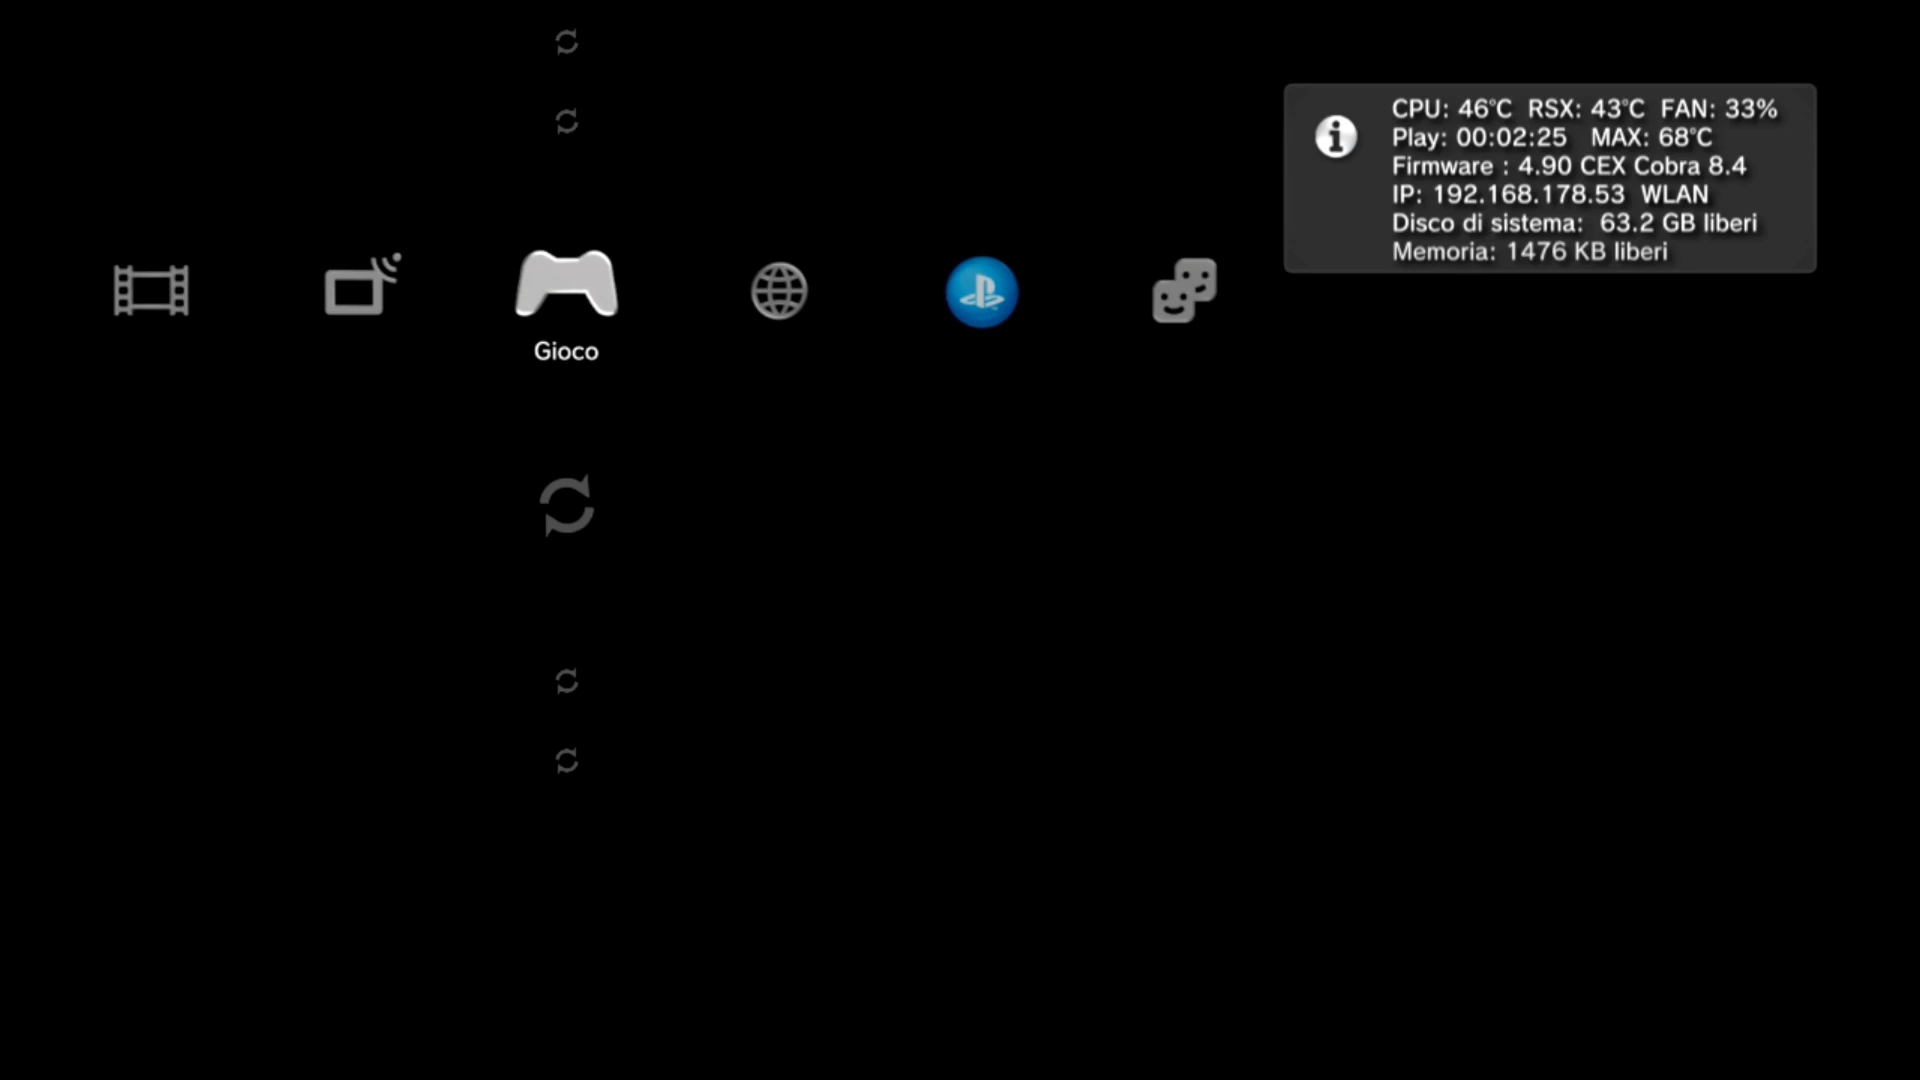 CPU: 46°C  RSX: 43°C  FAN: 33%
Play: 00:02:25   MAX: 68°C
Firmware : 4.90 CEX Cobra 8.4
IP: 192.168.178.53  WLAN
Disco di sistema:  63.2 GB liberi
Memoria: 1476 KB liberi
Gioco